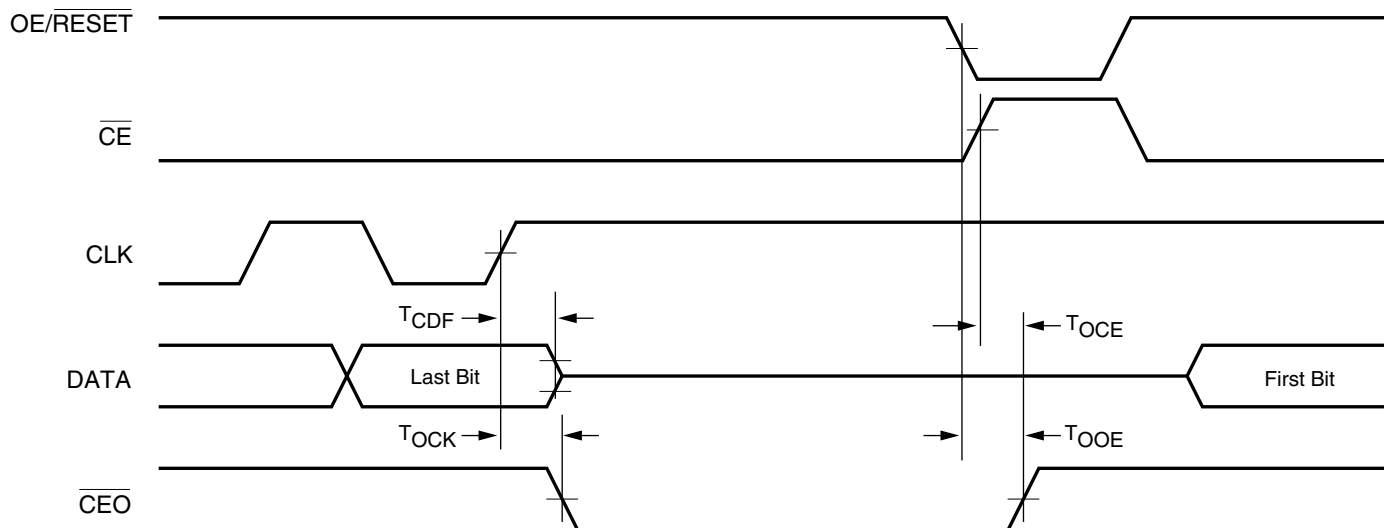 OE/RESET
CE
CLK
TCDF
TOCE
DATA
Last Bit
First Bit
TOCK
TOOE
CEO